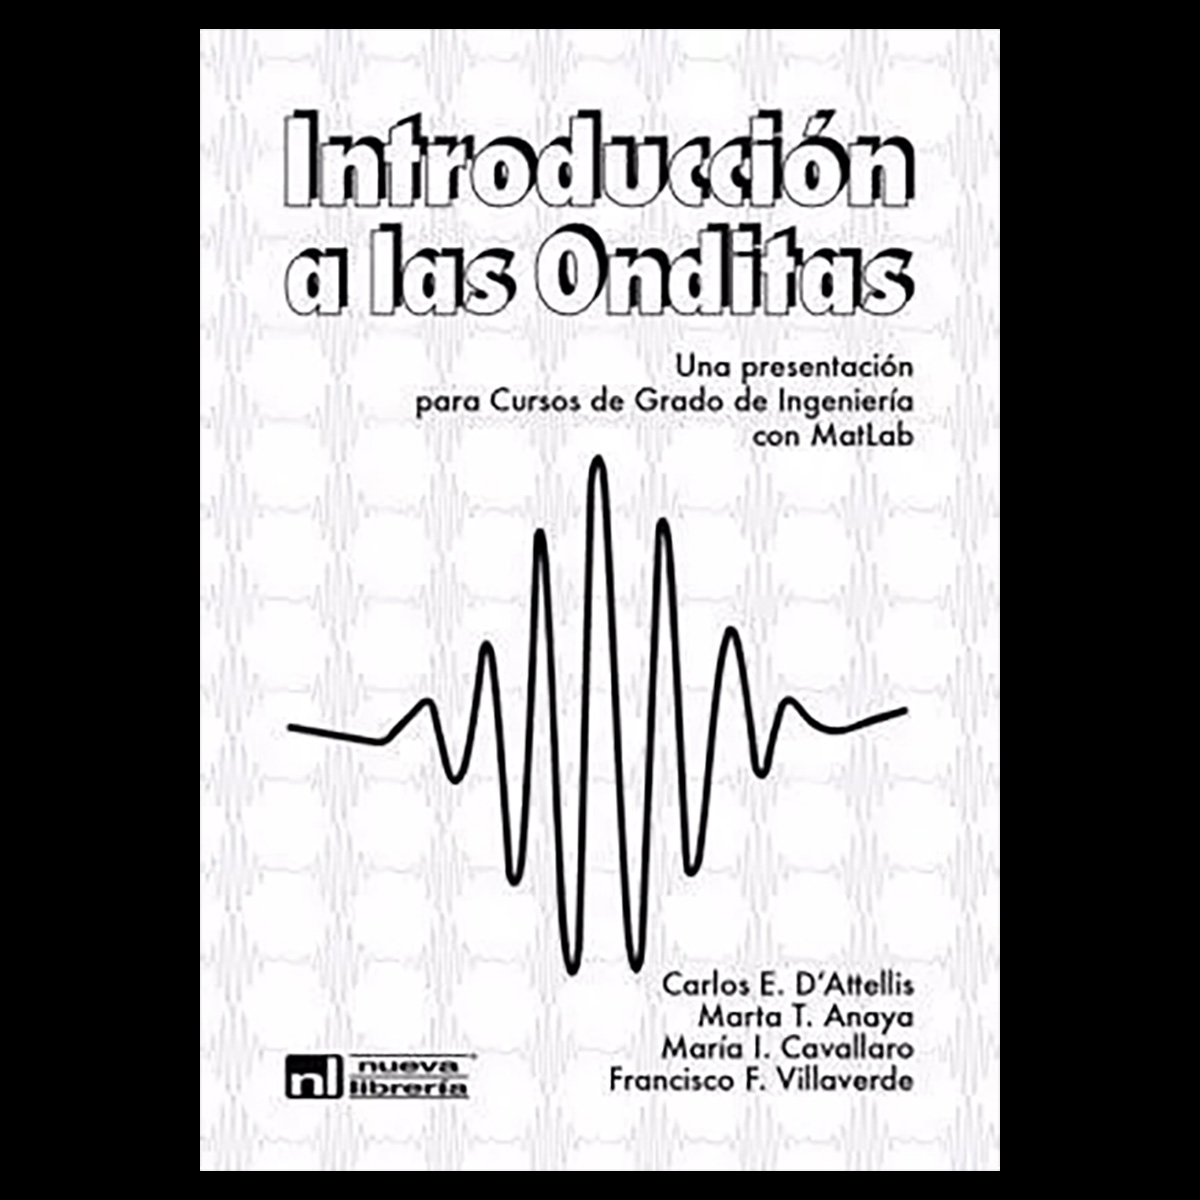 Introducción
a las Onditas
Una presentación
para Cursos de Grado de Ingeniería
con MatLab
Carlos E. D'Attellis
Marta T. Anaya
María I. Cavallaro
Francisco F. Villaverde
nl nueva
librería